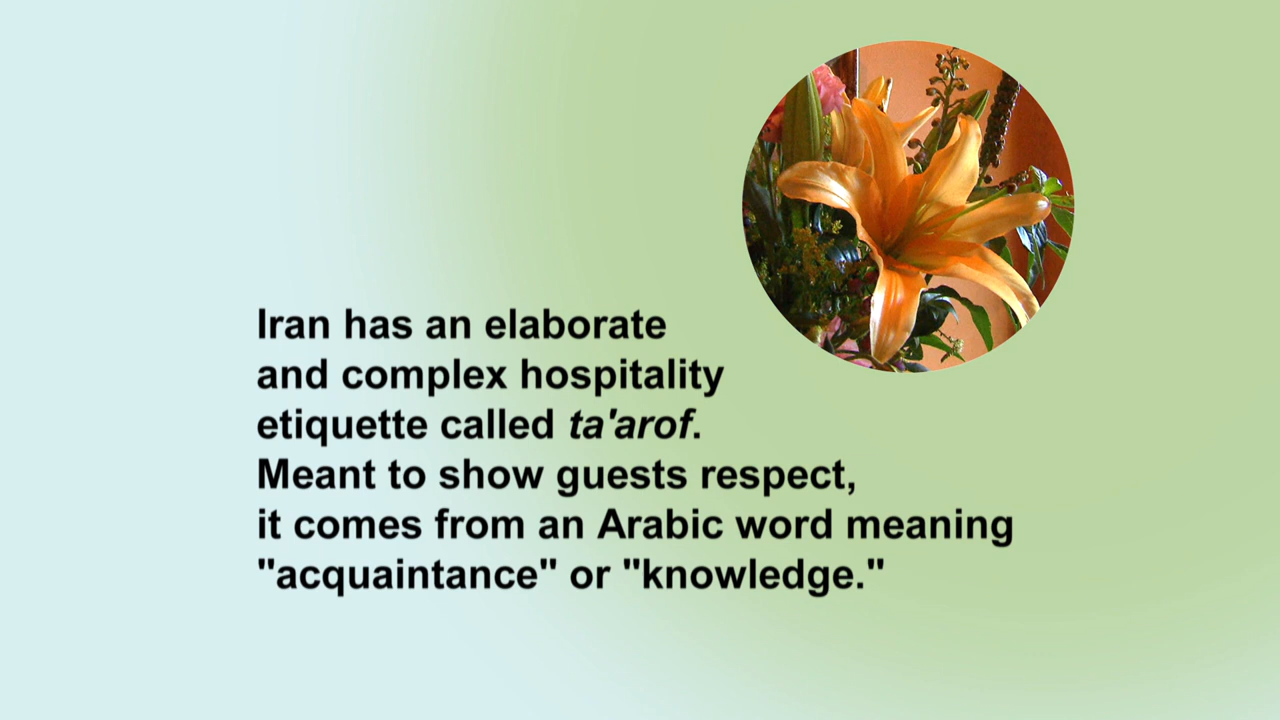 Iran has an elaborate
and complex hospitality
etiquette called ta'arof.
Meant to show guests respect,
it comes from an Arabic word meaning
"acquaintance" or "knowledge."